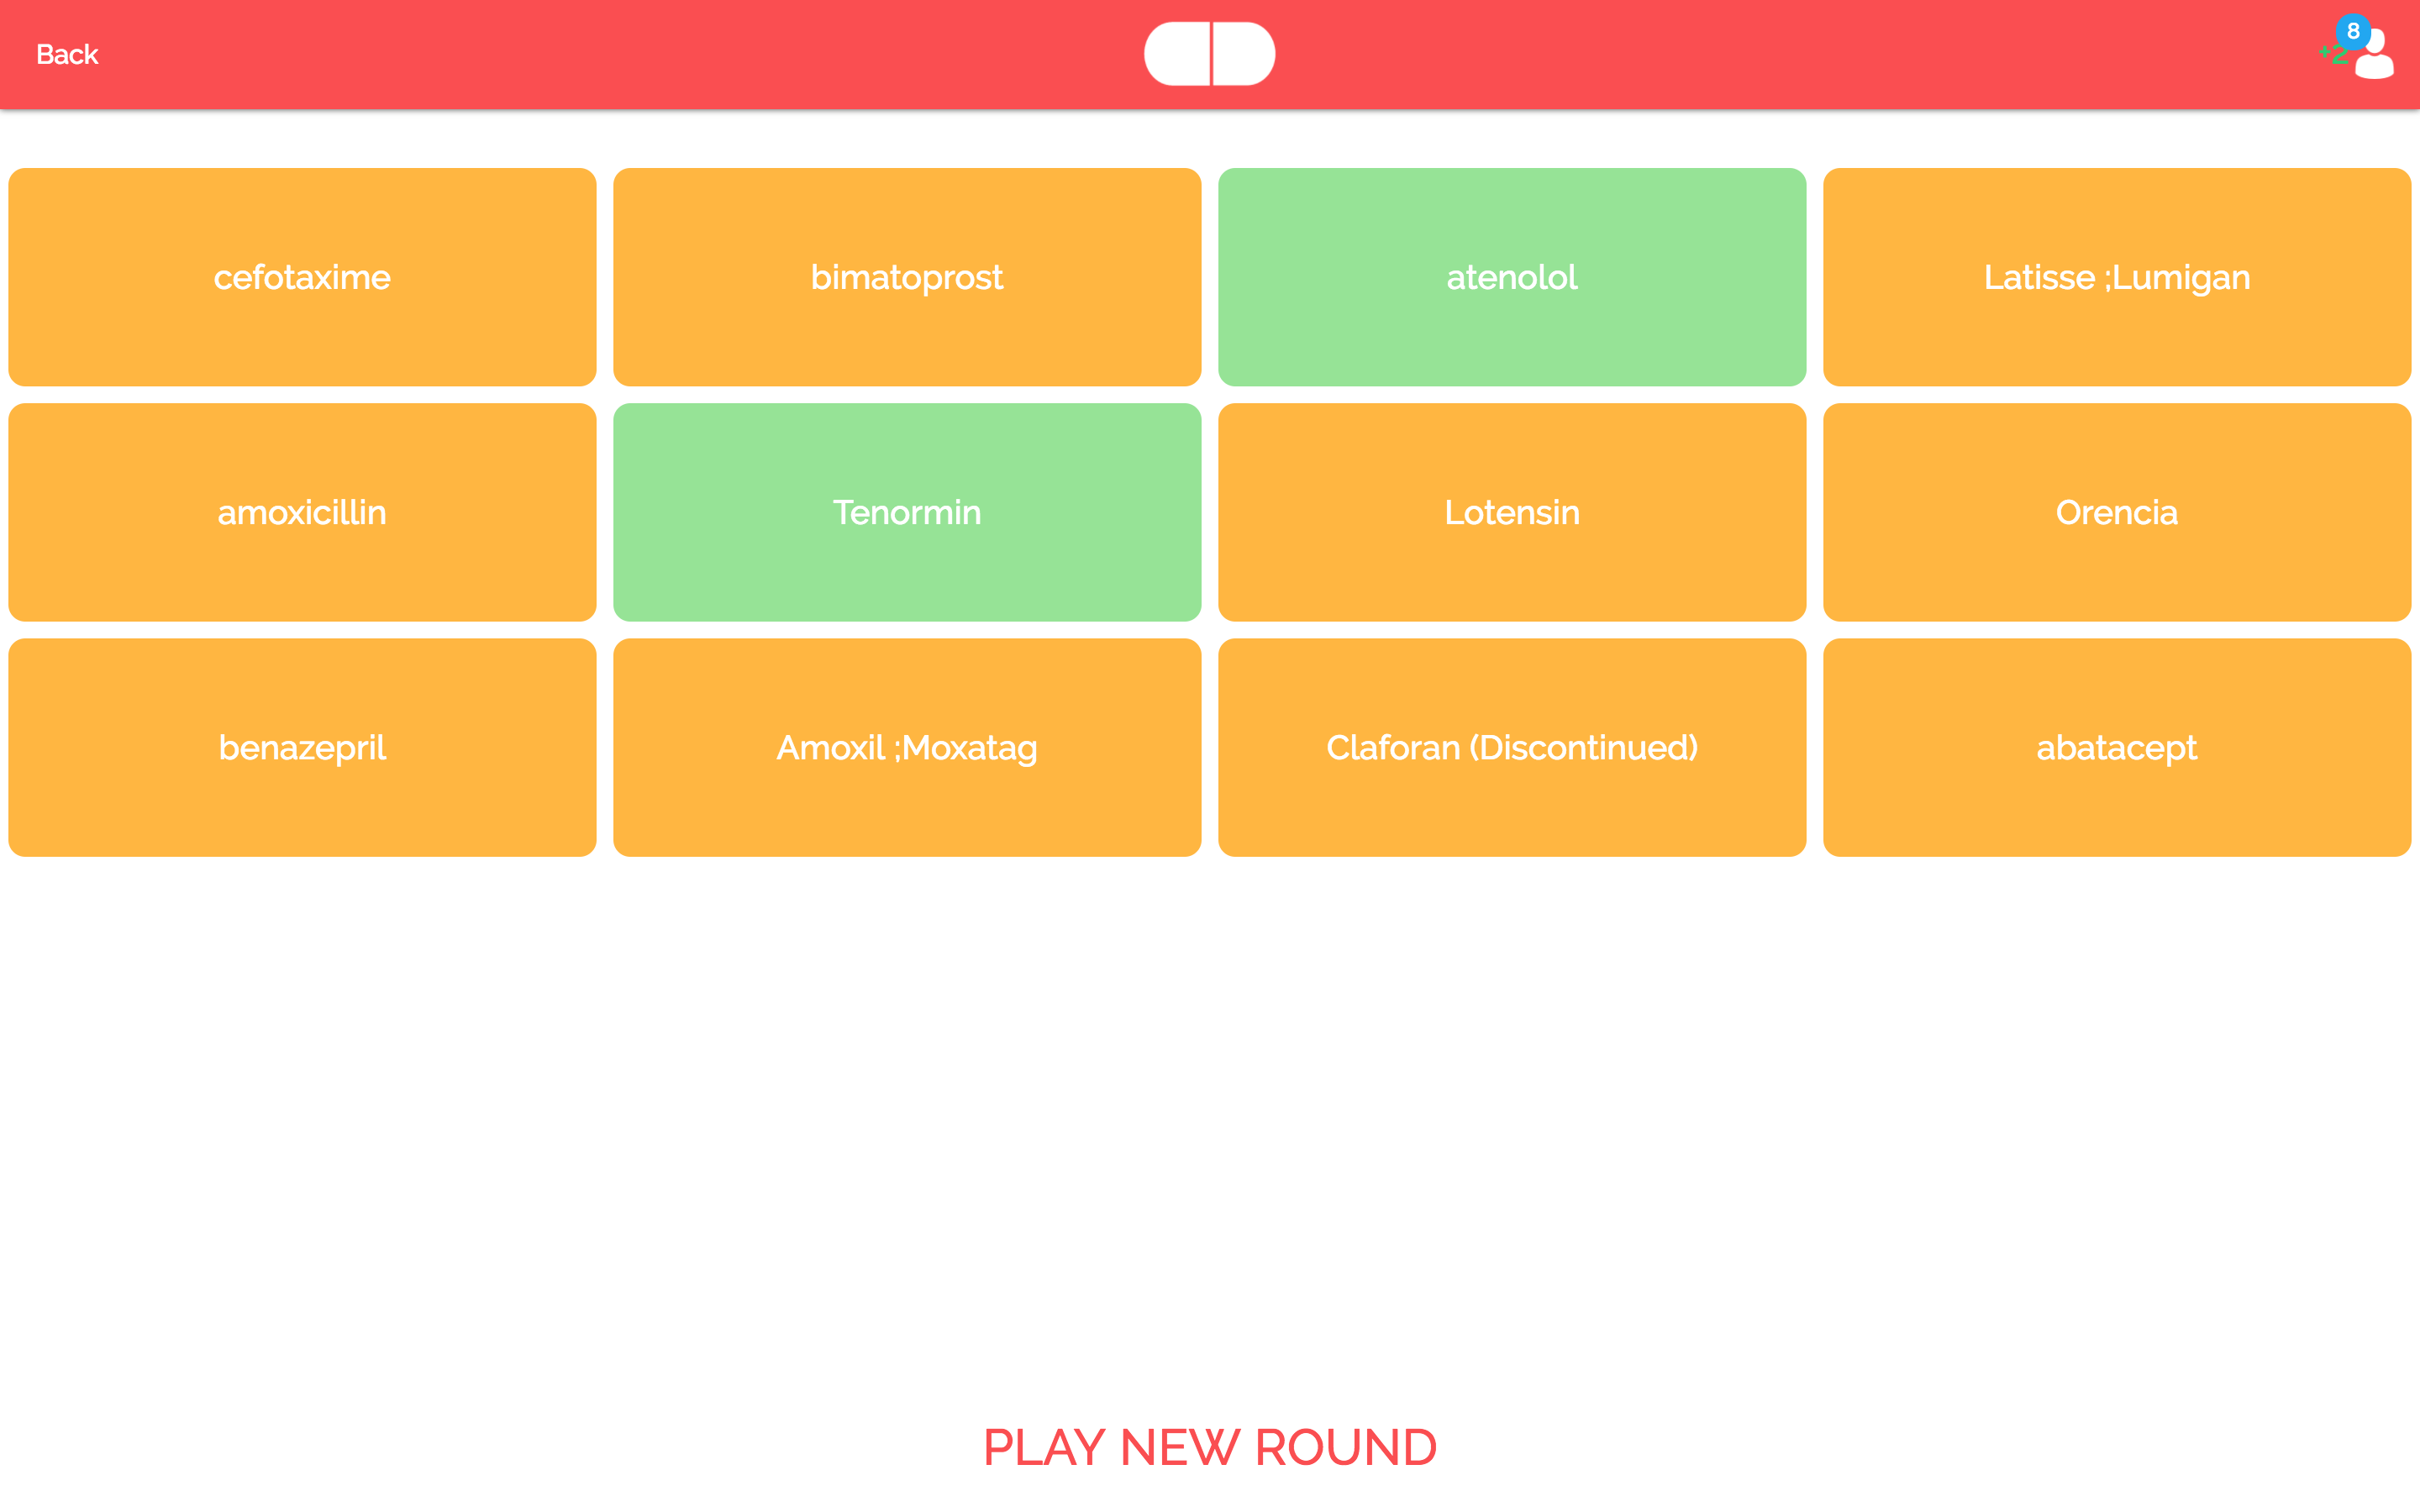 Back
+2
8
cefotaxime
bimatoprost
atenolol
Latisse ;Lumigan
amoxicillin
Tenormin
Lotensin
Orencia
benazepril
Amoxil ;Moxatag
Claforan (Discontinued)
abatacept
PLAY NEW ROUND